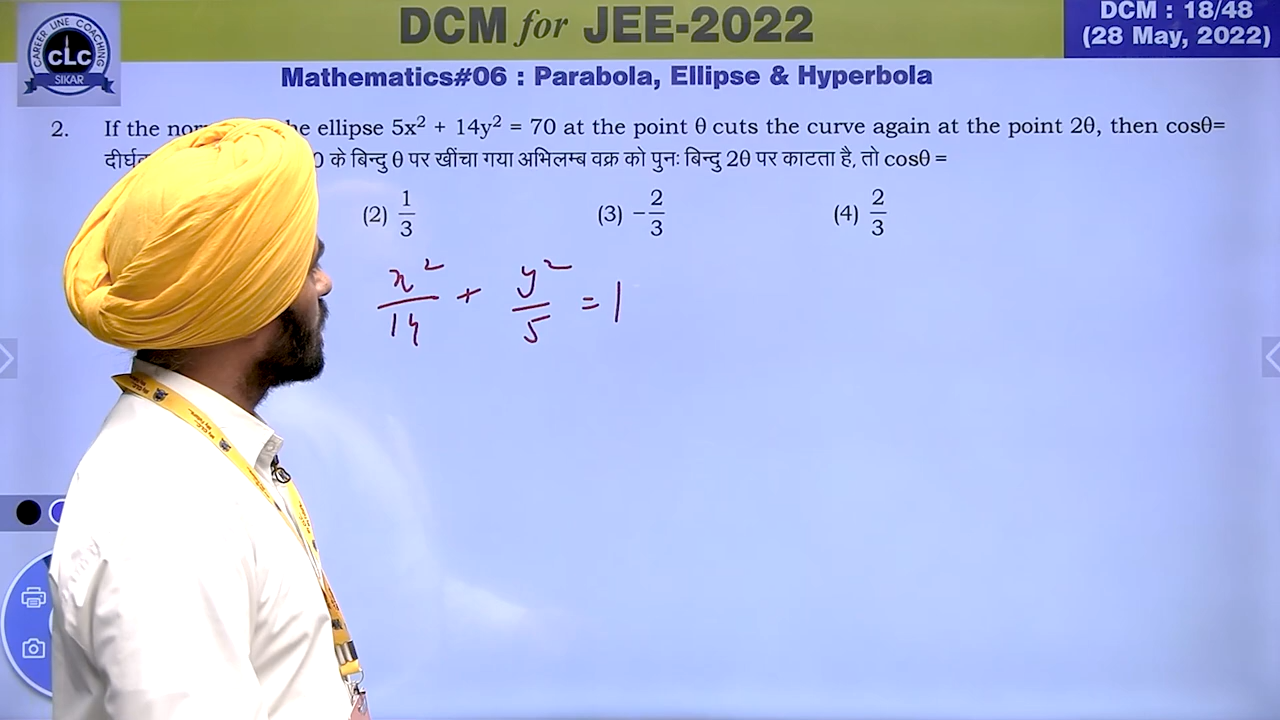 DCM for JEE-2022
DCM : 18/48
(28 May, 2022)
CAREER LINE COACHING
CLC
SIKAR
Mathematics#06 : Parabola, Ellipse & Hyperbola
2. If the ellipse 5x² + 14y² = 70 at the point θ cuts the curve again at the point 2θ, then cosθ=
0 के बिन्दु θ पर खींचा गया अभिलम्ब वक्र को पुनः बिन्दु 2θ पर काटता है, तो cosθ =
(2) 1/3 (3) -2/3 (4) 2/3
x²/14 + y²/5 = 1